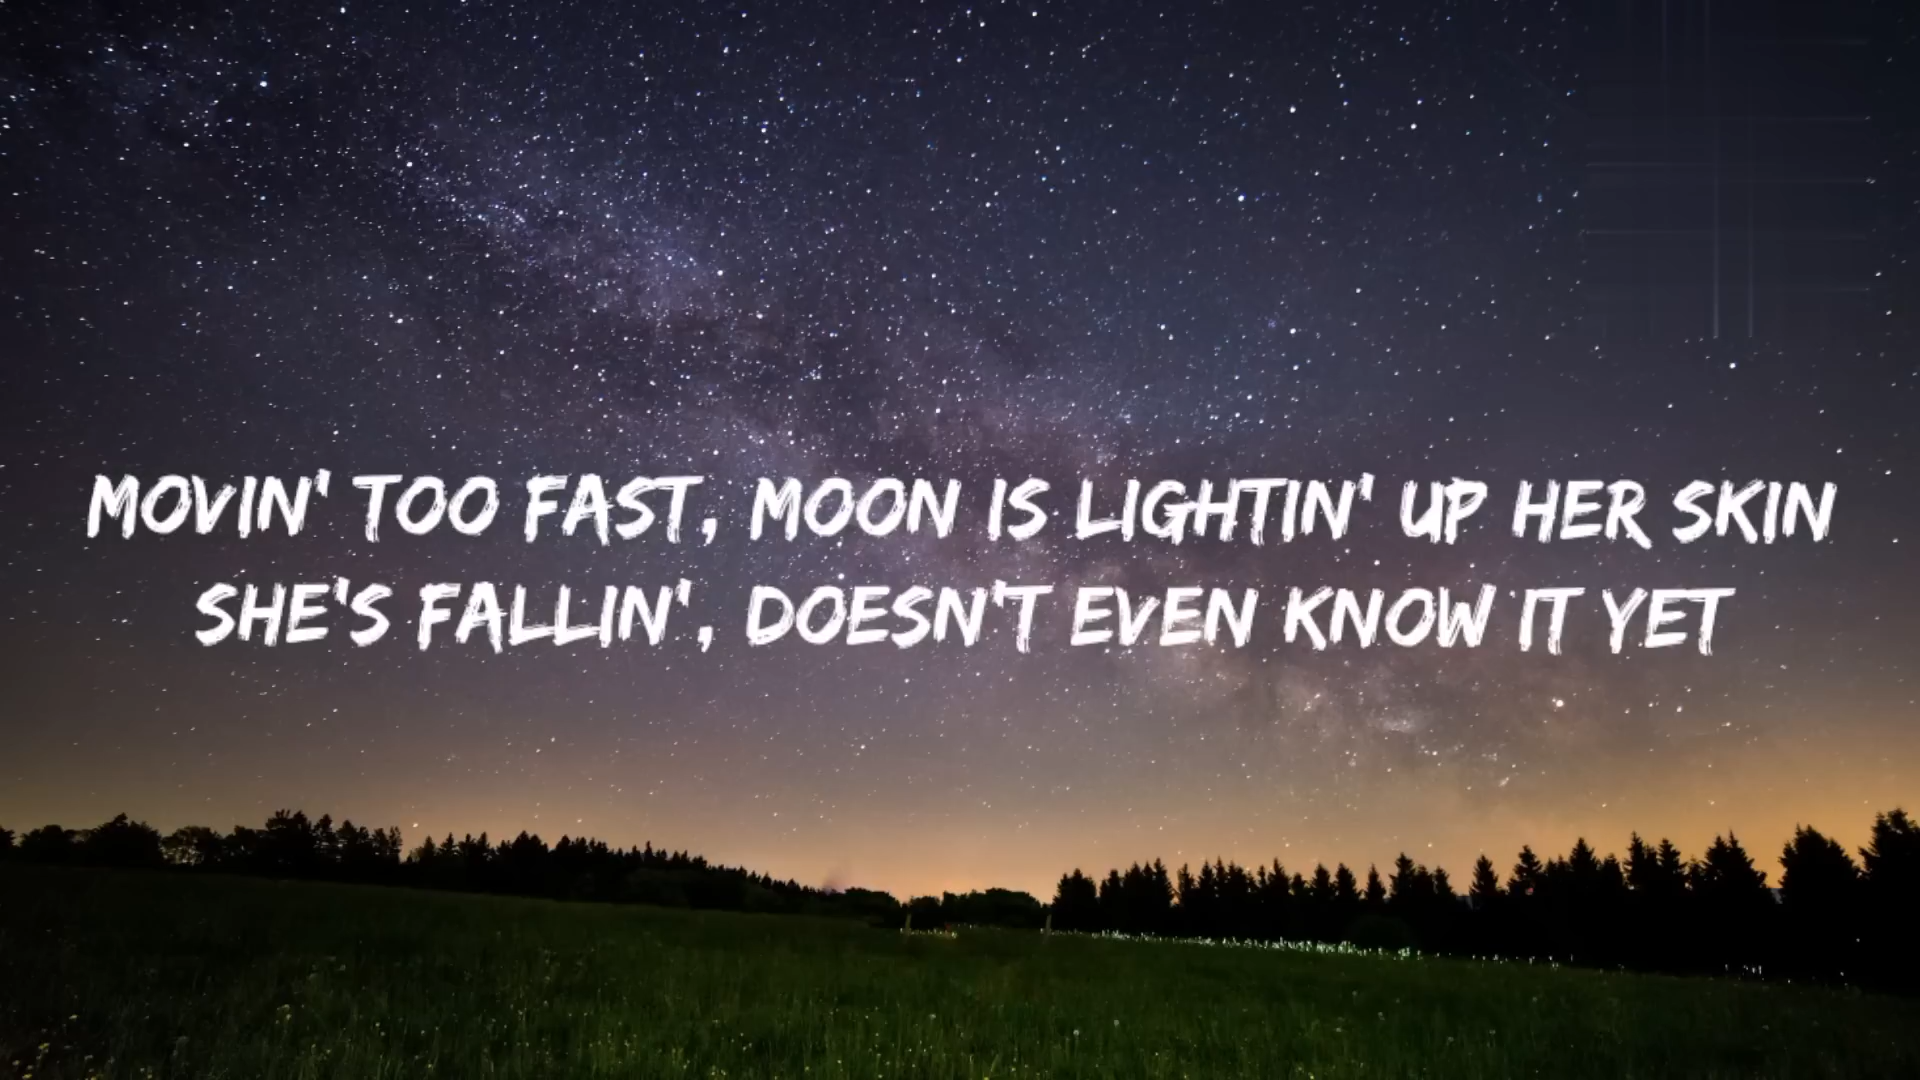 MOVIN' TOO FAST, MOON IS LIGHTIN' UP HER SKIN
SHE'S FALLIN', DOESN'T EVEN KNOW IT YET